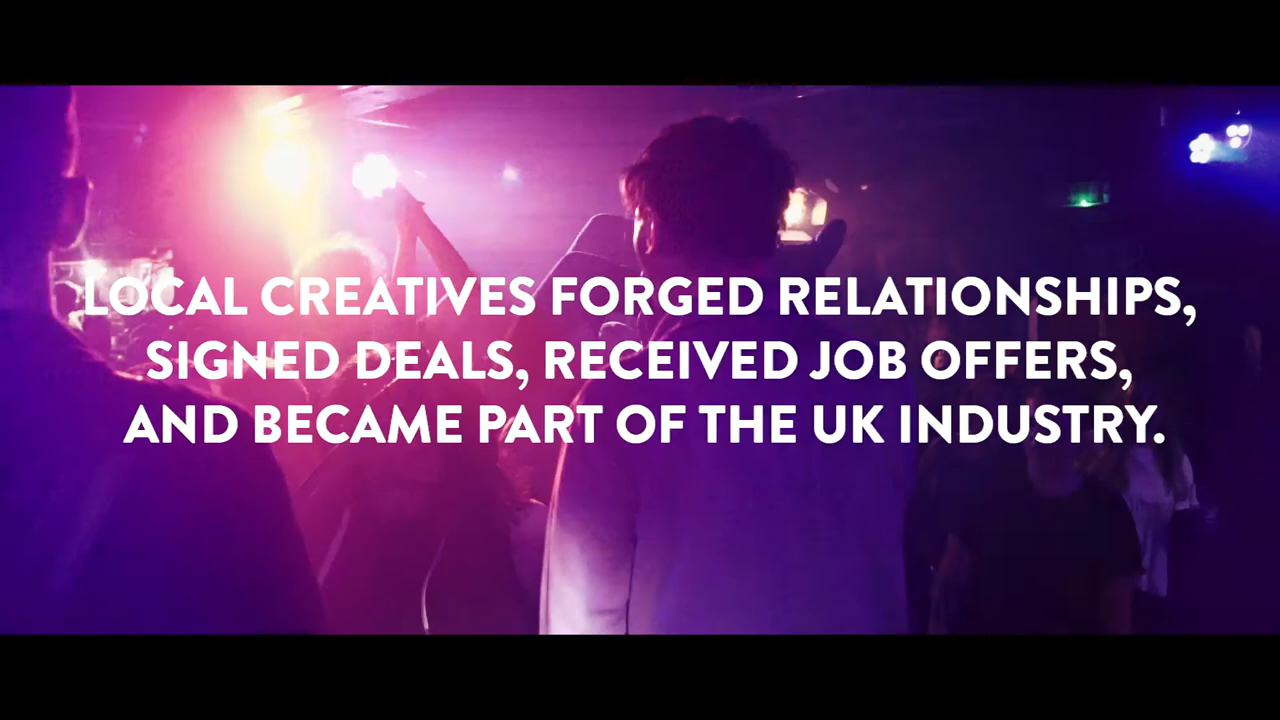 LOCAL CREATIVES FORGED RELATIONSHIPS,
SIGNED DEALS, RECEIVED JOB OFFERS,
AND BECAME PART OF THE UK INDUSTRY.